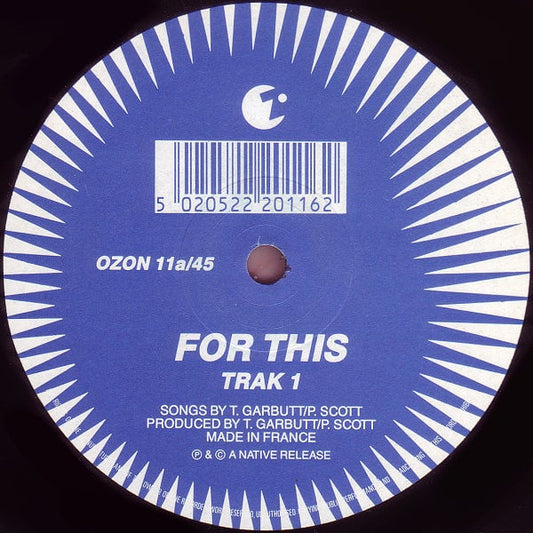 5 020522 201162
OZON 11a/45
FOR THIS
TRAK 1
SONGS BY T. GARBUTT/P. SCOTT
PRODUCED BY T. GARBUTT/P. SCOTT
MADE IN FRANCE
Ⓟ & © A NATIVE RELEASE